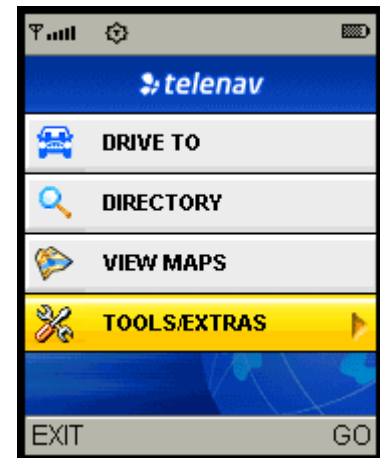 telenav
DRIVE TO
DIRECTORY
VIEW MAPS
TOOLS/EXTRAS
EXIT GO